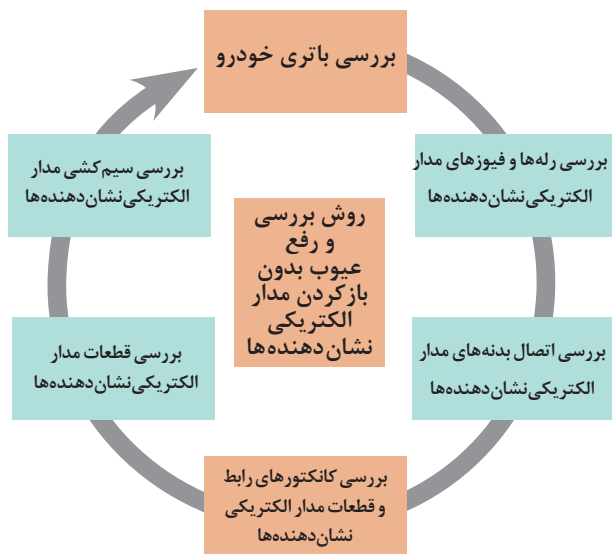 بررسی باتری خودرو
بررسی رله‌ها و فیوزهای مدار
الکتریکی نشان‌دهنده‌ها
بررسی اتصال بدنه‌های مدار
الکتریکی نشان‌دهنده‌ها
بررسی کانکتورهای رابط
و قطعات مدار الکتریکی
نشان‌دهنده‌ها
بررسی قطعات مدار
الکتریکی نشان‌دهنده‌ها
بررسی سیم‌کشی مدار
الکتریکی نشان‌دهنده‌ها
روش بررسی
و رفع
عیوب بدون
بازکردن مدار
الکتریکی
نشان‌دهنده‌ها